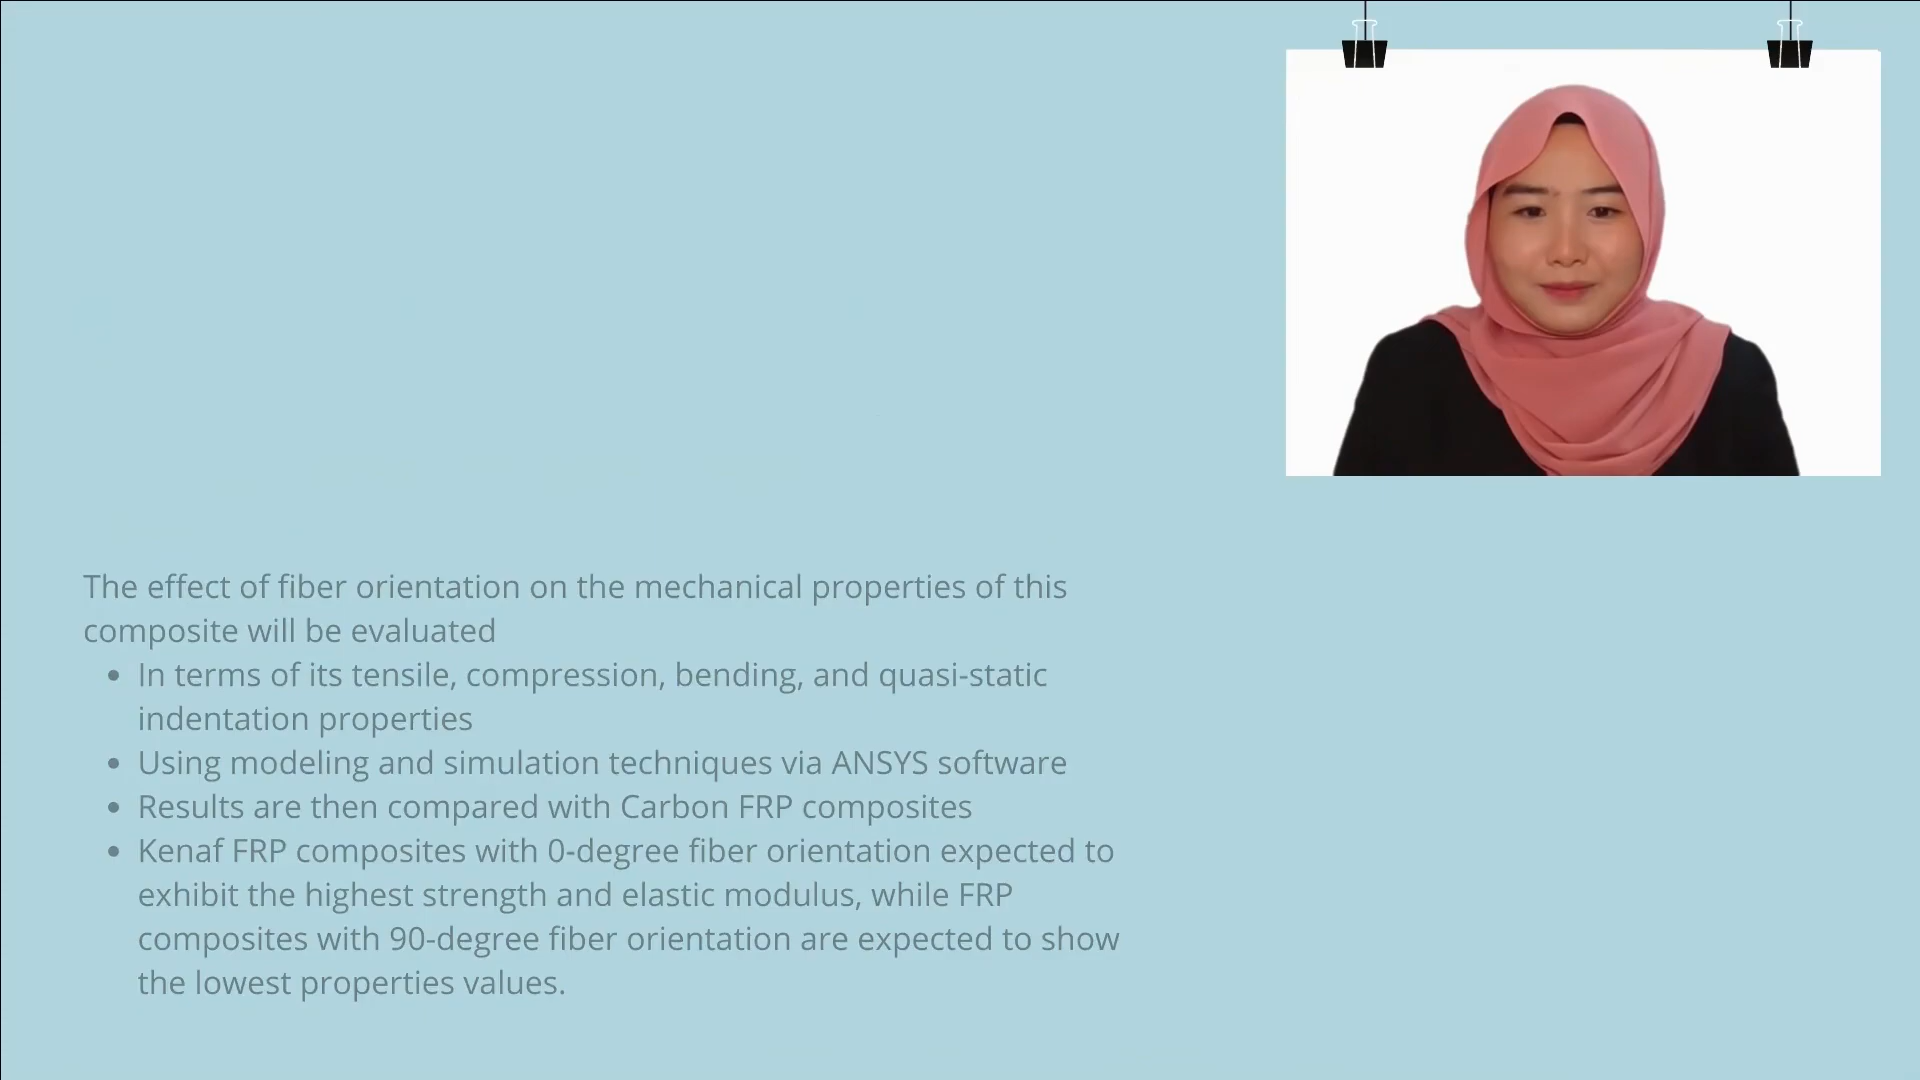 The effect of fiber orientation on the mechanical properties of this
composite will be evaluated
• In terms of its tensile, compression, bending, and quasi-static
indentation properties
• Using modeling and simulation techniques via ANSYS software
• Results are then compared with Carbon FRP composites
• Kenaf FRP composites with 0-degree fiber orientation expected to
exhibit the highest strength and elastic modulus, while FRP
composites with 90-degree fiber orientation are expected to show
the lowest properties values.